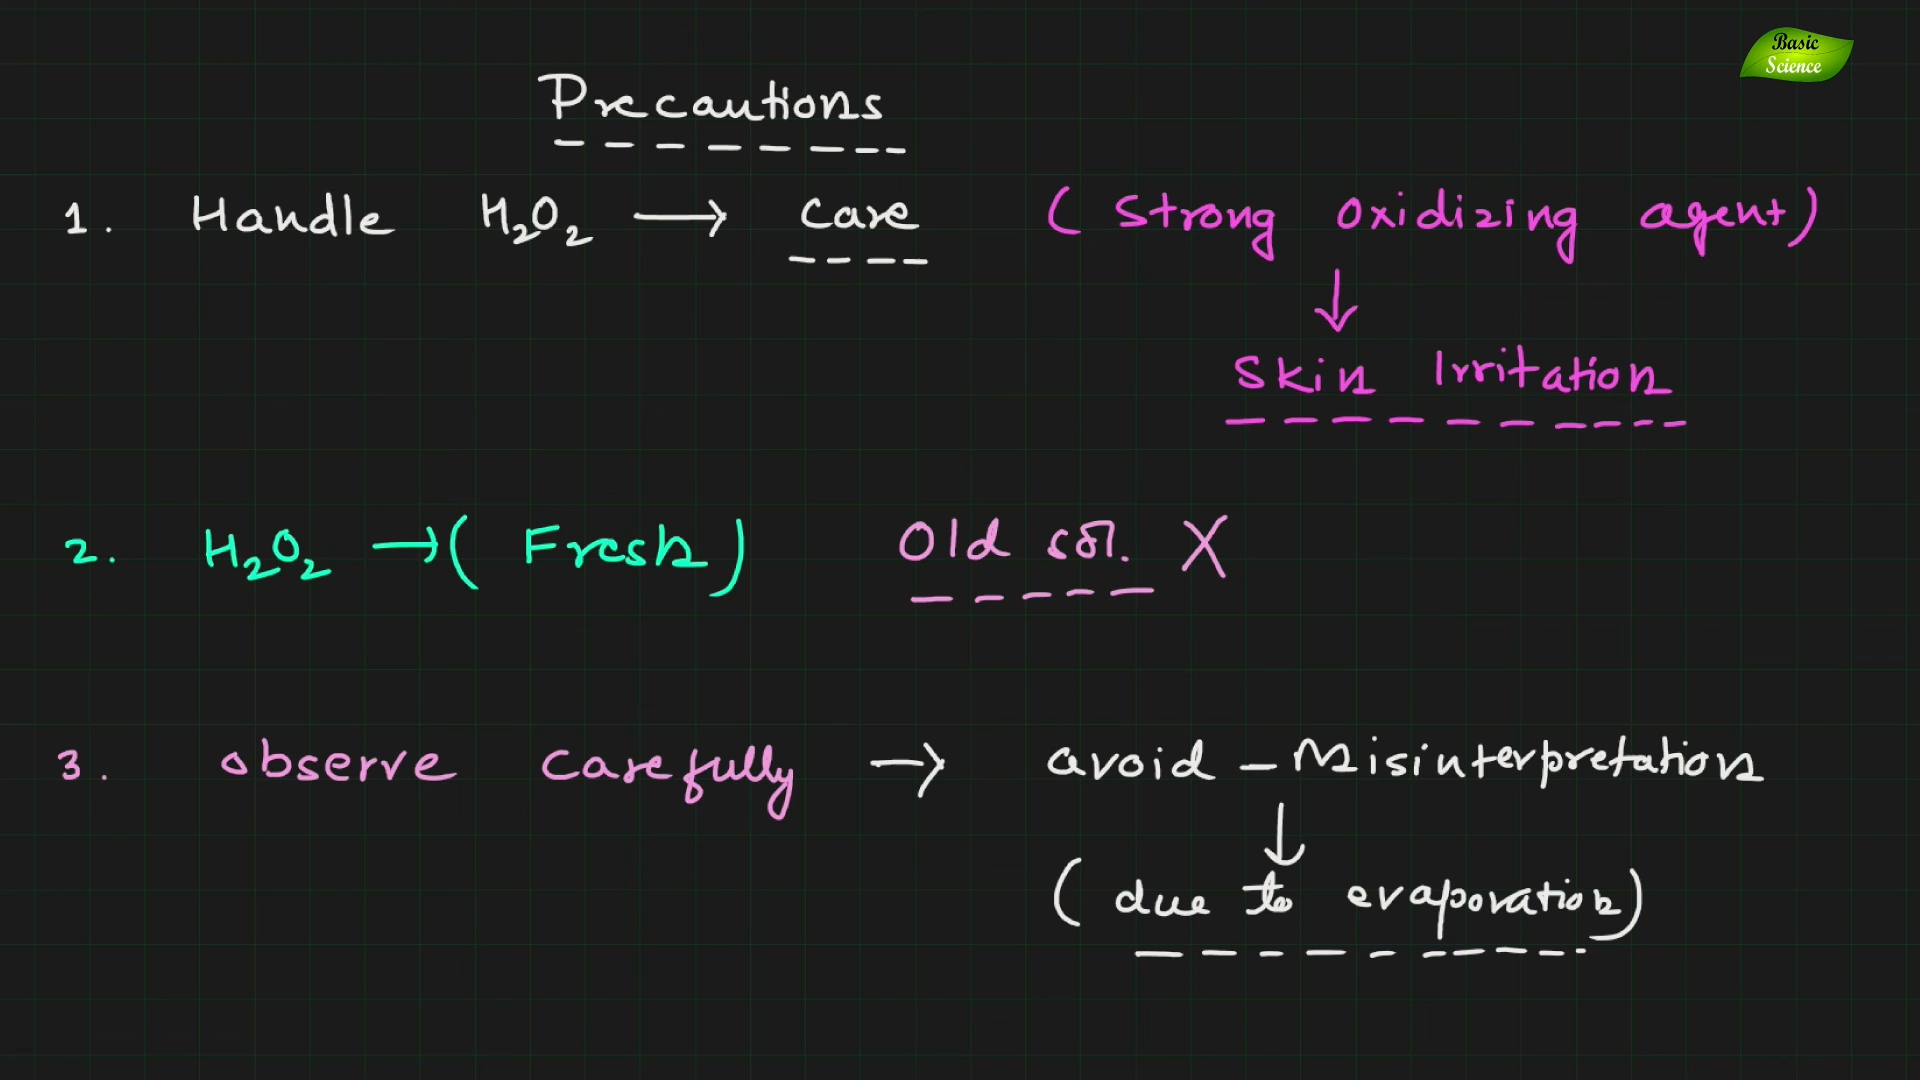 Basic
Science
Precautions
1. Handle H₂O₂ → Care (Strong Oxidizing agent)
↓
Skin Irritation
2. H₂O₂ → (Fresh) Old sol. X
3. observe carefully → avoid - Misinterpretation
↓
(due to evaporation)